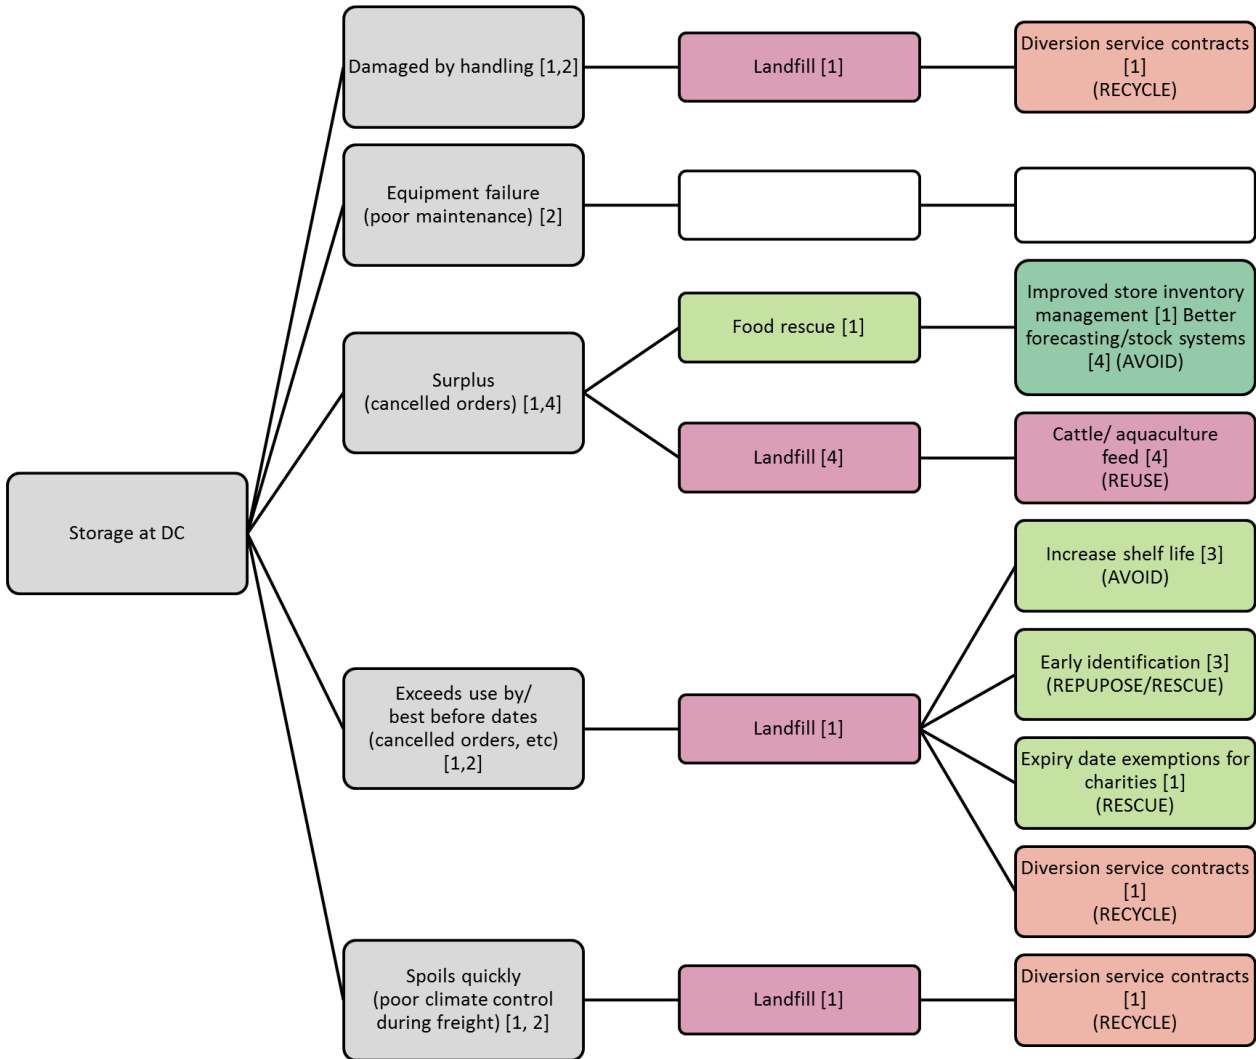 Damaged by handling [1,2]
Landfill [1]
Diversion service contracts
[1]
(RECYCLE)
Equipment failure
(poor maintenance) [2]
Surplus
(cancelled orders) [1,4]
Food rescue [1]
Improved store inventory
management [1] Better
forecasting/stock systems
[4] (AVOID)
Landfill [4]
Cattle/ aquaculture
feed [4]
(REUSE)
Storage at DC
Exceeds use by/
best before dates
(cancelled orders, etc)
[1,2]
Landfill [1]
Increase shelf life [3]
(AVOID)
Early identification [3]
(REPUPOSE/RESCUE)
Expiry date exemptions for
charities [1]
(RESCUE)
Diversion service contracts
[1]
(RECYCLE)
Spoils quickly
(poor climate control
during freight) [1, 2]
Landfill [1]
Diversion service contracts
[1]
(RECYCLE)